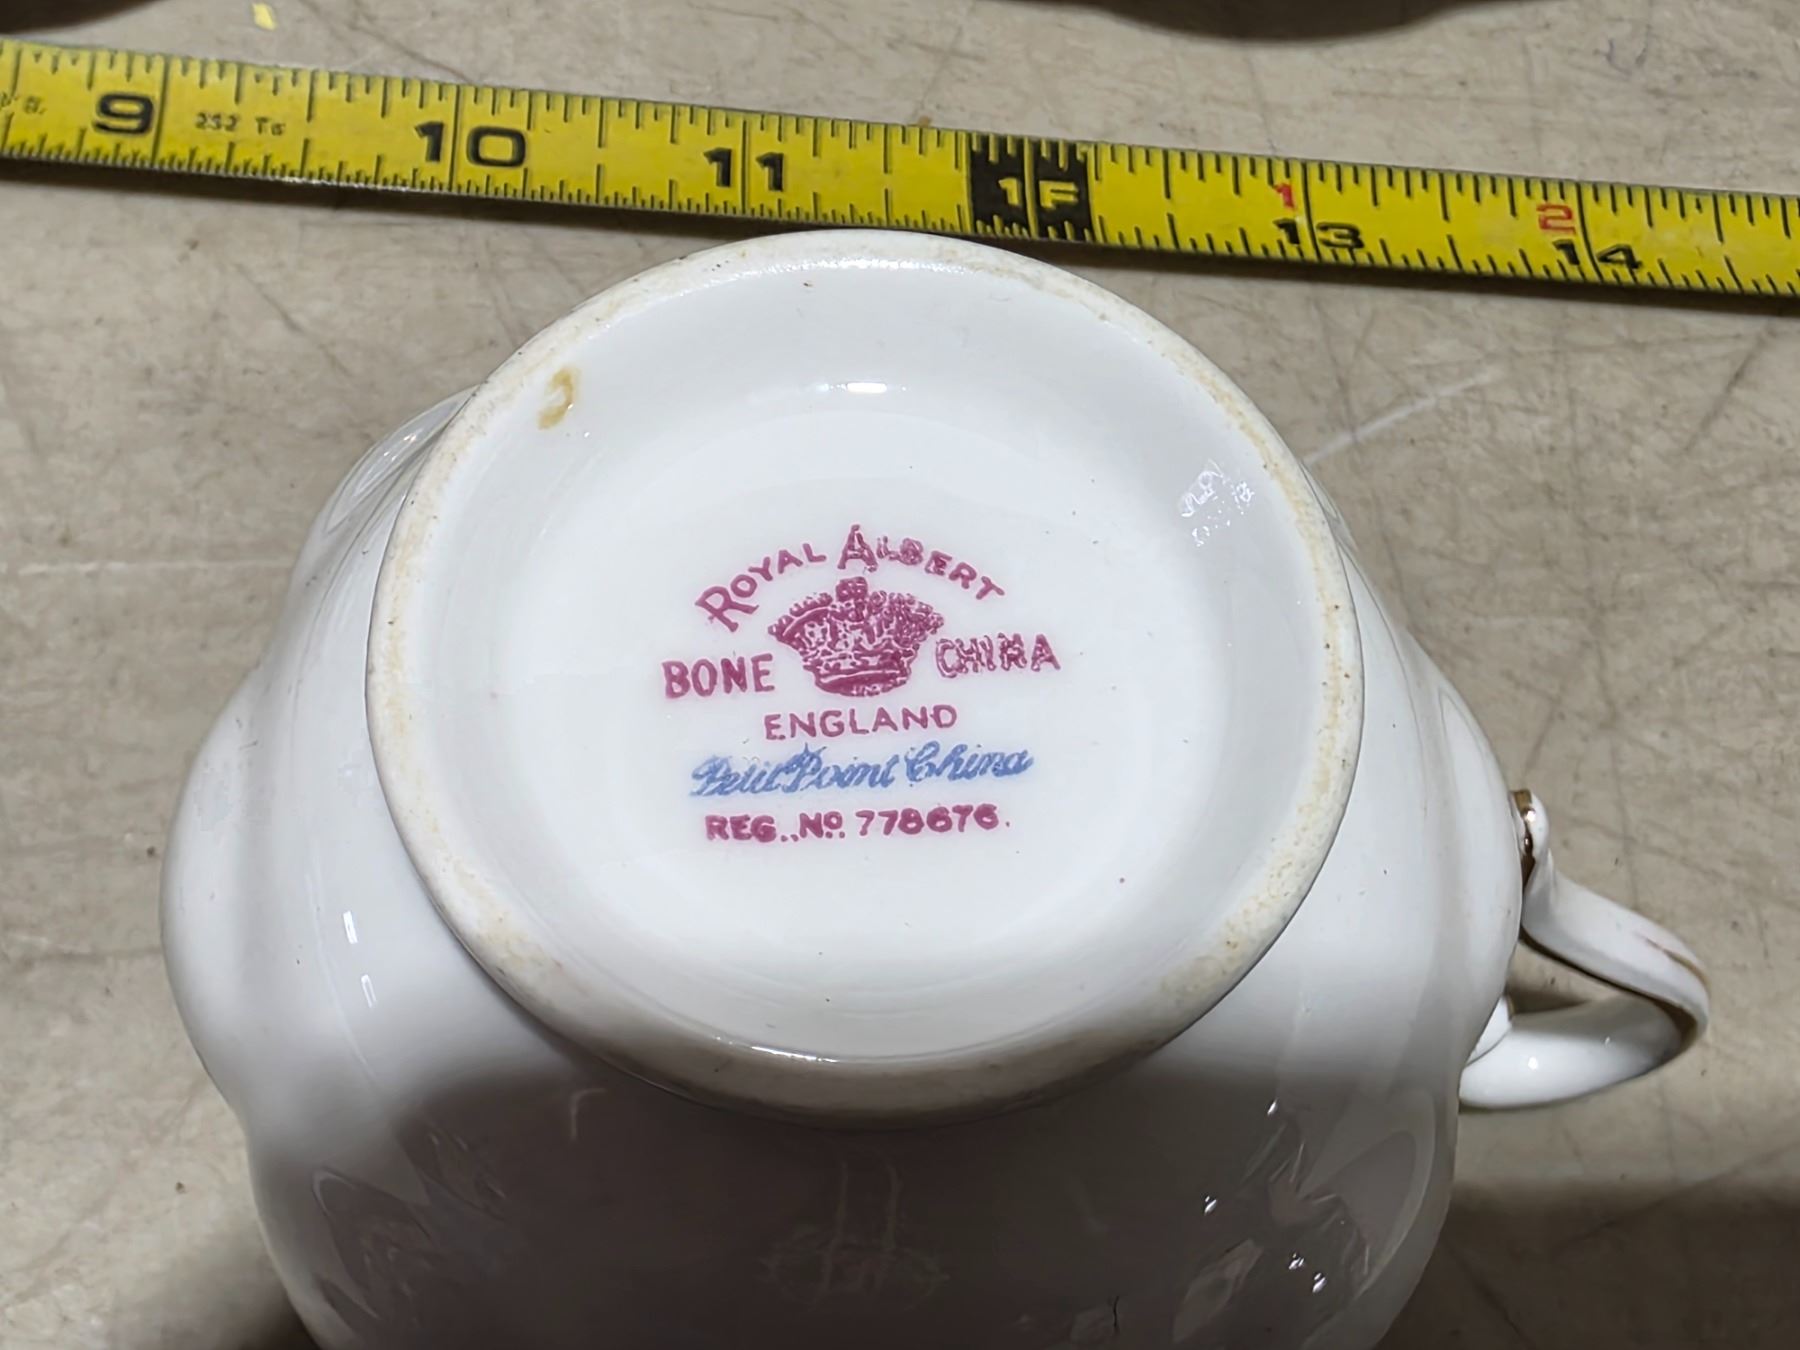 9 10 11 1F 1 13 2 14
ROYAL ALBERT
BONE CHINA
ENGLAND
Petit Point China
REG. No. 778676.